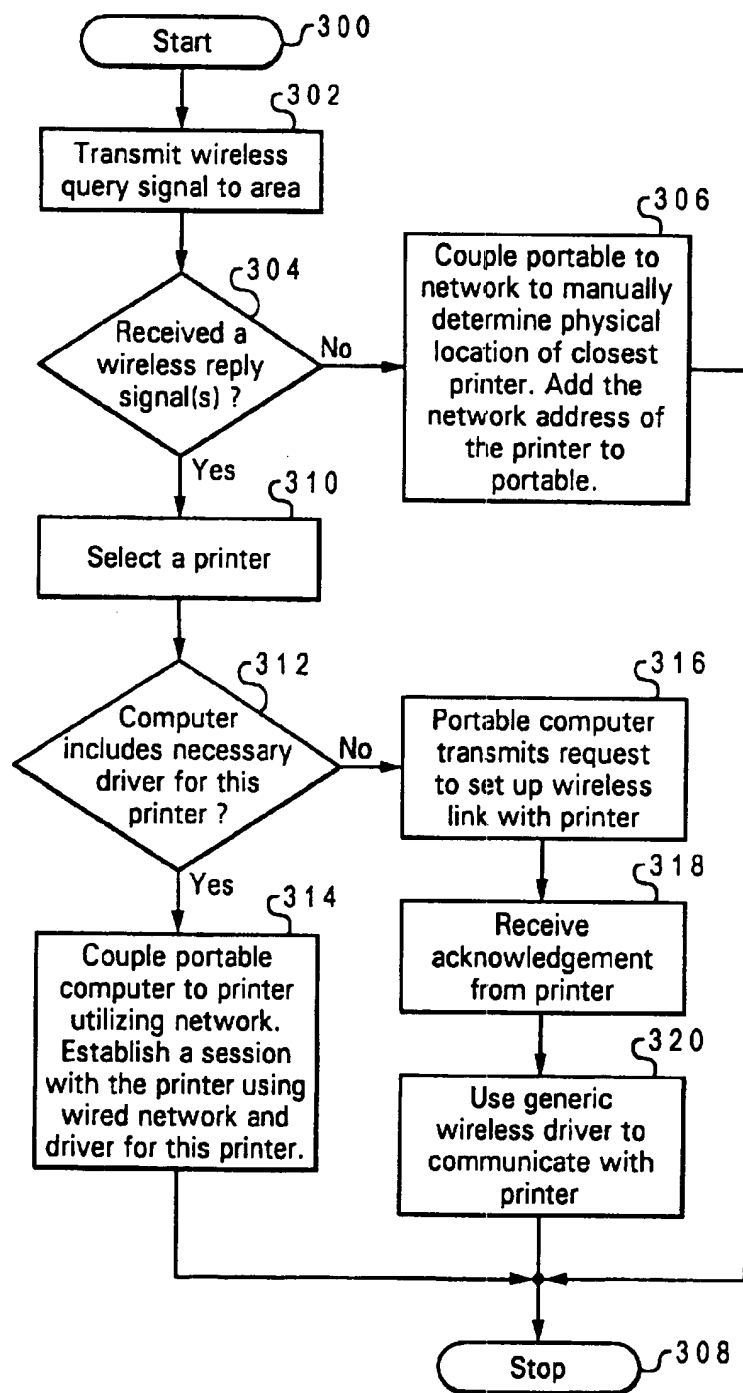 Start
300
302
Transmit wireless
query signal to area
304
Received a
wireless reply
signal(s) ?
No
Yes
306
Couple portable to
network to manually
determine physical
location of closest
printer. Add the
network address of
the printer to
portable.
310
Select a printer
312
Computer
includes necessary
driver for this
printer ?
No
Yes
316
Portable computer
transmits request
to set up wireless
link with printer
314
Couple portable
computer to printer
utilizing network.
Establish a session
with the printer using
wired network and
driver for this printer.
318
Receive
acknowledgement
from printer
320
Use generic
wireless driver to
communicate with
printer
Stop
308